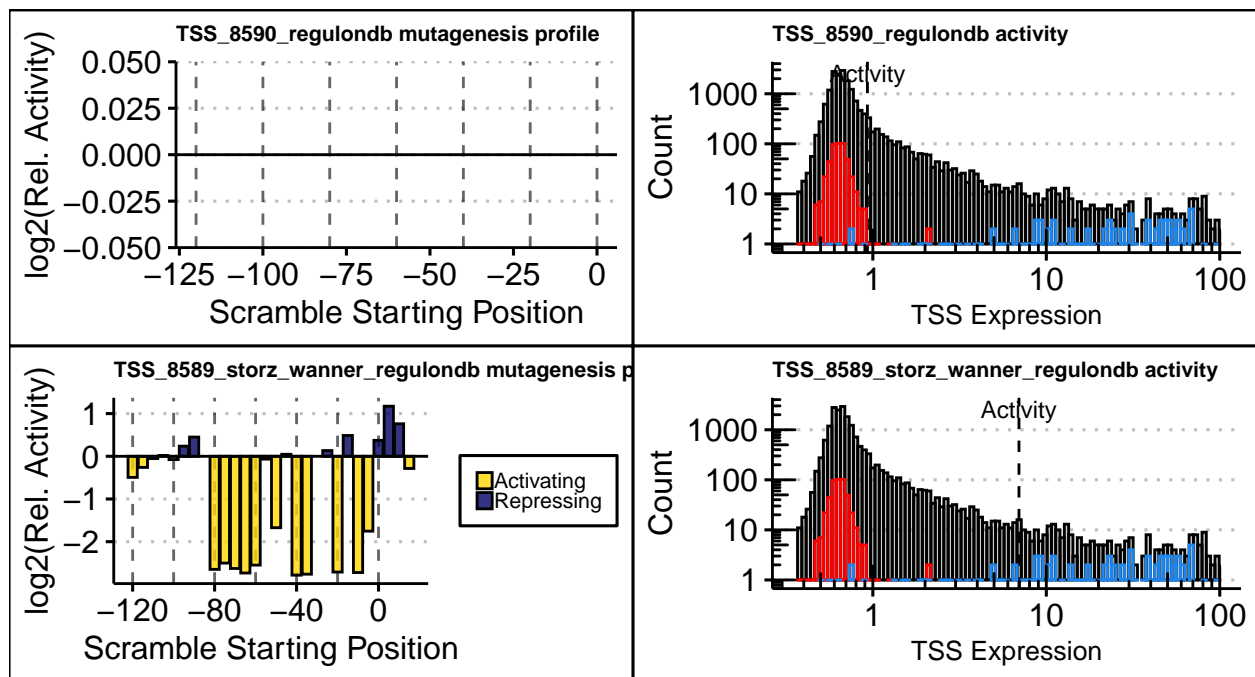 TSS_8590_regulondb mutagenesis profile
log2(Rel. Activity)
0.050
0.025
0.000
−0.025
−0.050
−125 −100 −75 −50 −25 0
Scramble Starting Position
TSS_8590_regulondb activity
Activity
Count
1000
100
10
1
1 10 100
TSS Expression
TSS_8589_storz_wanner_regulondb mutagenesis p
log2(Rel. Activity)
1
0
−1
−2
−120 −80 −40 0
Scramble Starting Position
Activating
Repressing
TSS_8589_storz_wanner_regulondb activity
Activity
Count
1000
100
10
1
1 10 100
TSS Expression